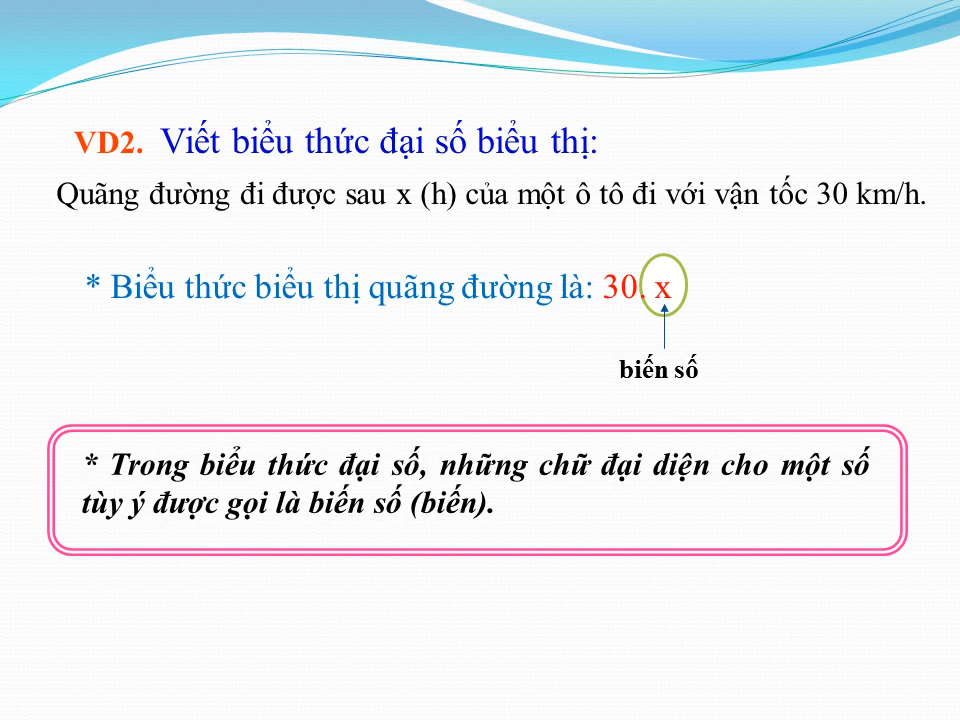 VD2. Viết biểu thức đại số biểu thị:
Quãng đường đi được sau x (h) của một ô tô đi với vận tốc 30 km/h.
* Biểu thức biểu thị quãng đường là: 30. x
biến số
* Trong biểu thức đại số, những chữ đại diện cho một số
tùy ý được gọi là biến số (biến).